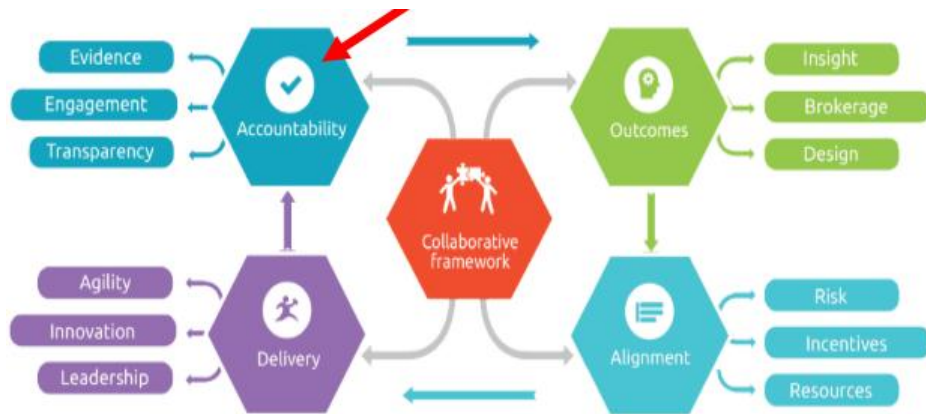 Evidence
Engagement
Transparency
Accountability
Insight
Brokerage
Design
Outcomes
Collaborative
framework
Agility
Innovation
Leadership
Delivery
Risk
Incentives
Resources
Alignment